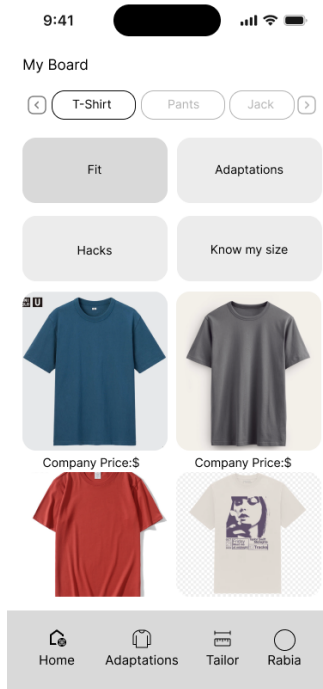 9:41
My Board
T-Shirt
Pants
Jack
Fit
Adaptations
Hacks
Know my size
U
Company Price:$
Company Price:$
Home
Adaptations
Tailor
Rabia